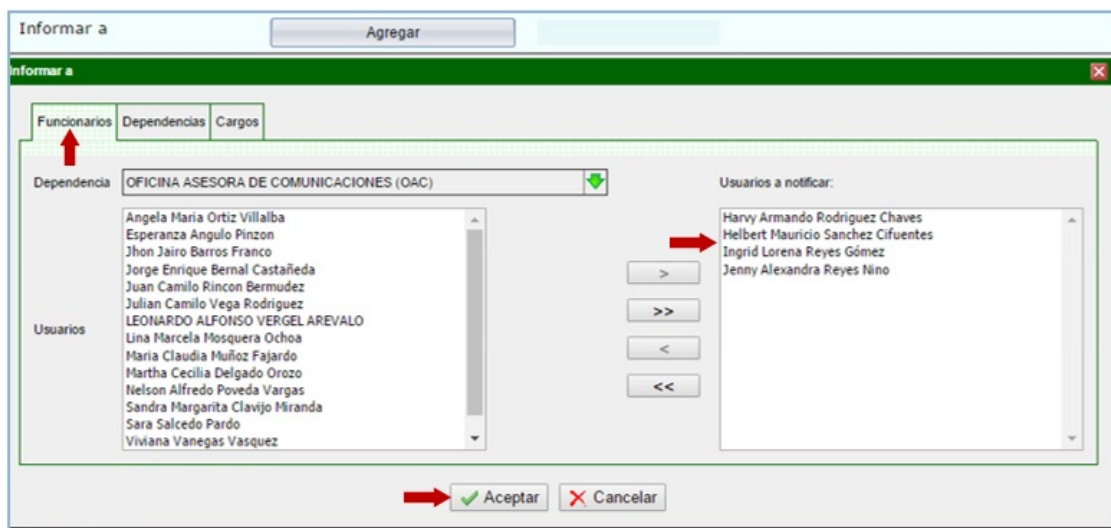 Informar a
Agregar
Informar a
Funcionarios Dependencias Cargos
Dependencia OFICINA ASESORA DE COMUNICACIONES (OAC)
Usuarios a notificar:
Usuarios
Angela Maria Ortiz Villalba
Esperanza Angulo Pinzon
Jhon Jairo Barros Franco
Jorge Enrique Bernal Castañeda
Juan Camilo Rincon Bermudez
Julian Camilo Vega Rodriguez
LEONARDO ALFONSO VERGEL AREVALO
Lina Marcela Mosquera Ochoa
Maria Claudia Muñoz Fajardo
Martha Cecilia Delgado Orozo
Nelson Alfredo Poveda Vargas
Sandra Margarita Clavijo Miranda
Sara Salcedo Pardo
Viviana Vanegas Vasquez
>
>>
<
<<
Harvy Armando Rodriguez Chaves
Helbert Mauricio Sanchez Cifuentes
Ingrid Lorena Reyes Gómez
Jenny Alexandra Reyes Nino
Aceptar Cancelar